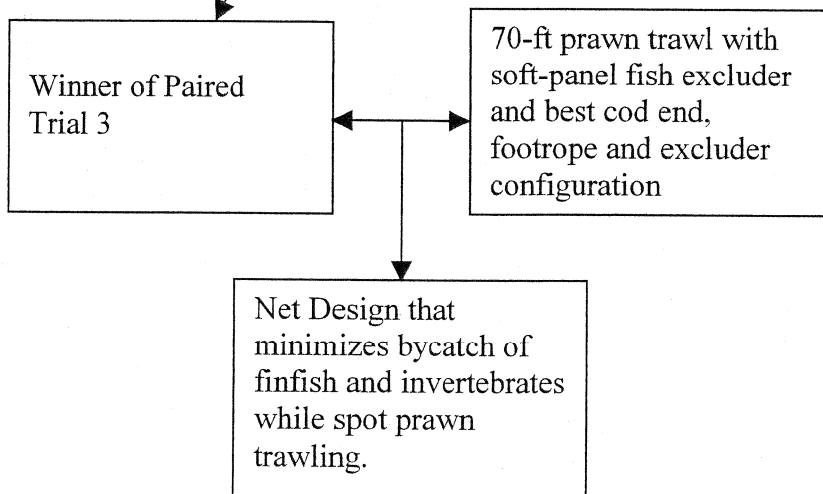 Winner of Paired
Trial 3
70-ft prawn trawl with
soft-panel fish excluder
and best cod end,
footrope and excluder
configuration
Net Design that
minimizes bycatch of
finfish and invertebrates
while spot prawn
trawling.